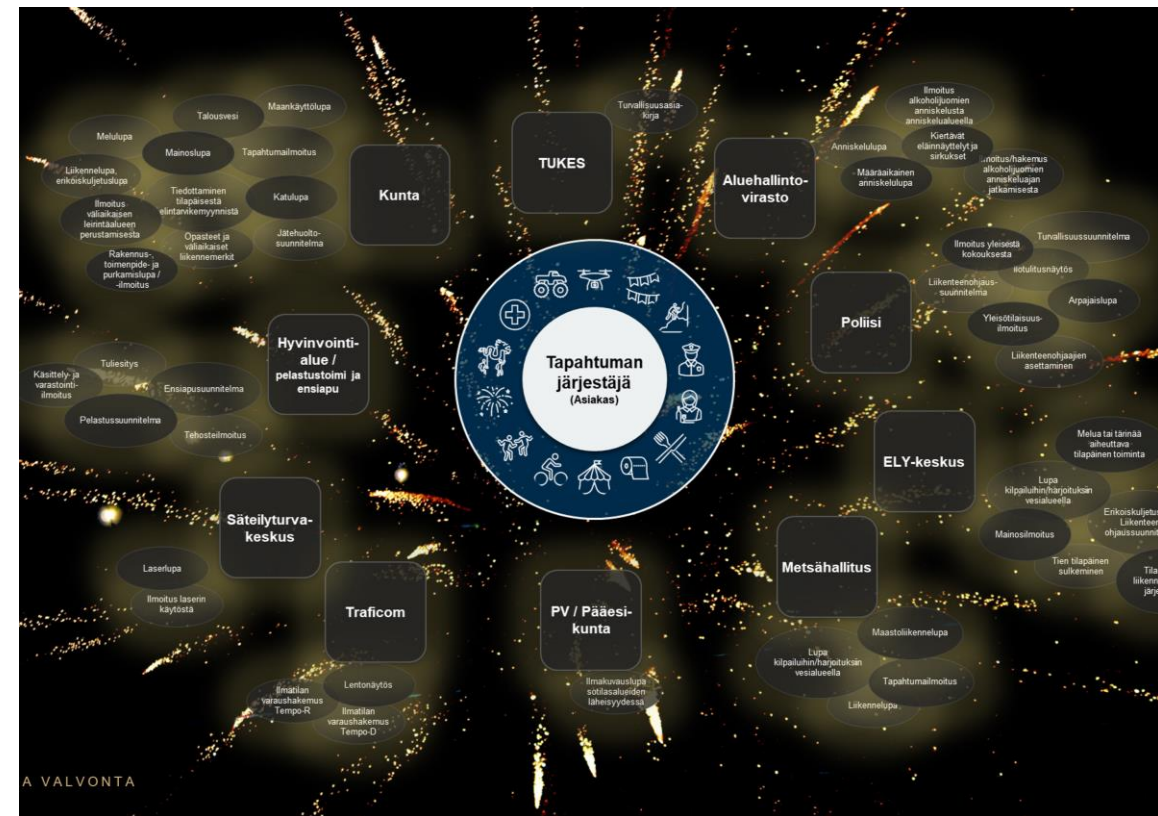 Maankäyttölupa
Talousvesi
Melulupa
Mainoslupa
Tapahtumailmoitus
Liikennelupa,
erikoiskuljetuslupa
Tiedottaminen
tilapäisestä
elintarvikemyynnistä
Katulupa
Ilmoitus
väliaikaisen
leirintäalueen
perustamisesta
Opasteet ja
väliaikaiset
liikennemerkit
Jätehuolto-
suunnitelma
Rakennus-,
toimenpide- ja
purkamislupa /
-ilmoitus
Kunta
TUKES
Turvallisuusasia-
kirja
Aluehallinto-
virasto
Ilmoitus
alkoholijuomien
anniskelusta
anniskelualueella
Anniskelulupa
Kiertävät
eläinnäyttelyt ja
sirkukset
Määräaikainen
anniskelulupa
alkoholijuomien
anniskeluajan
jatkamisesta
Poliisi
Turvallisuussuunnitelma
Ilmoitus yleisestä
kokouksesta
Liikenteenohjaus-
suunnitelma
Arpajaislupa
Yleisötilaisuus-
ilmoitus
Liikenteenohjaajien
asettaminen
Hyvinvointi-
alue /
pelastustoimi ja
ensiapu
Tuliesitys
Käsittely- ja
varastointi-
ilmoitus
Ensiapusuunnitelma
Pelastussuunnitelma
Tehosteilmoitus
Tapahtuman
järjestäjä
(Asiakas)
ELY-keskus
Melua tai tärinää
aiheuttava
tilapäinen toiminta
Lupa
kilpailuihin/harjoituksiin
vesialueella
Mainosilmoitus
Tien tilapäinen
sulkeminen
Säteilyturva-
keskus
Laserlupa
Ilmoitus laserin
käytöstä
Traficom
Lentonäytös
Ilmatilan
varaushakemus
Tempo-R
Ilmatilan
varaushakemus
Tempo-D
PV / Pääesi-
kunta
Ilmakuvauslupa
sotilasalueiden
läheisyydessä
Metsähallitus
Maastoliikennelupa
Lupa
kilpailuihin/harjoituksiin
vesialueella
Tapahtumailmoitus
Liikennelupa
A VALVONTA